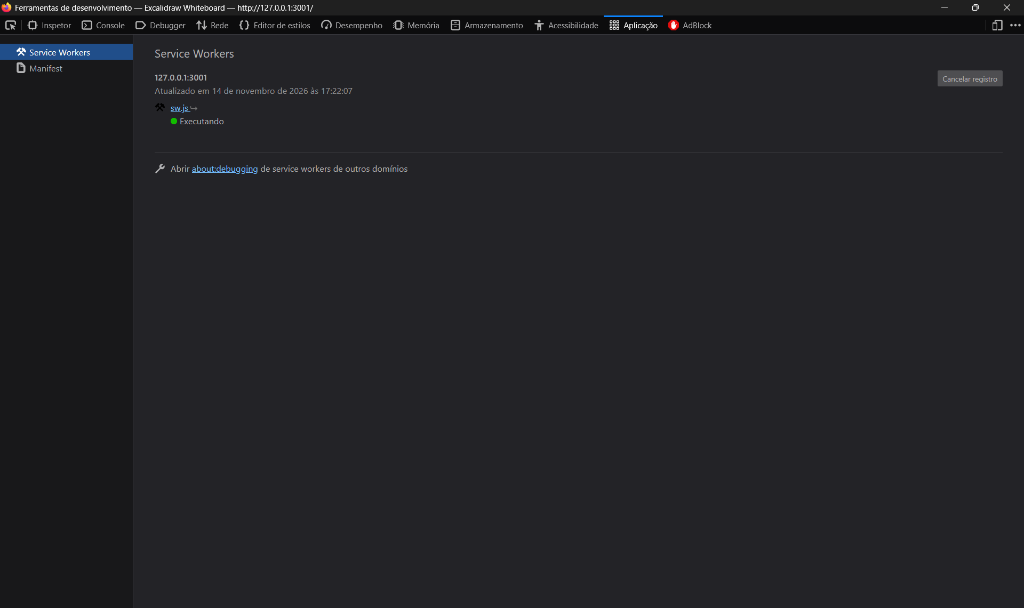 Ferramentas de desenvolvimento — Excalidraw Whiteboard — http://127.0.0.1:3001/
Inspetor Console Debugger Rede Editor de estilos Desempenho Memória Armazenamento Acessibilidade Aplicação AdBlock
Service Workers
Manifest
Service Workers
127.0.0.1:3001
Cancelar registro
Atualizado em 14 de novembro de 2026 às 17:22:07
sw.js
Executando
Abrir about:debugging de service workers de outros domínios